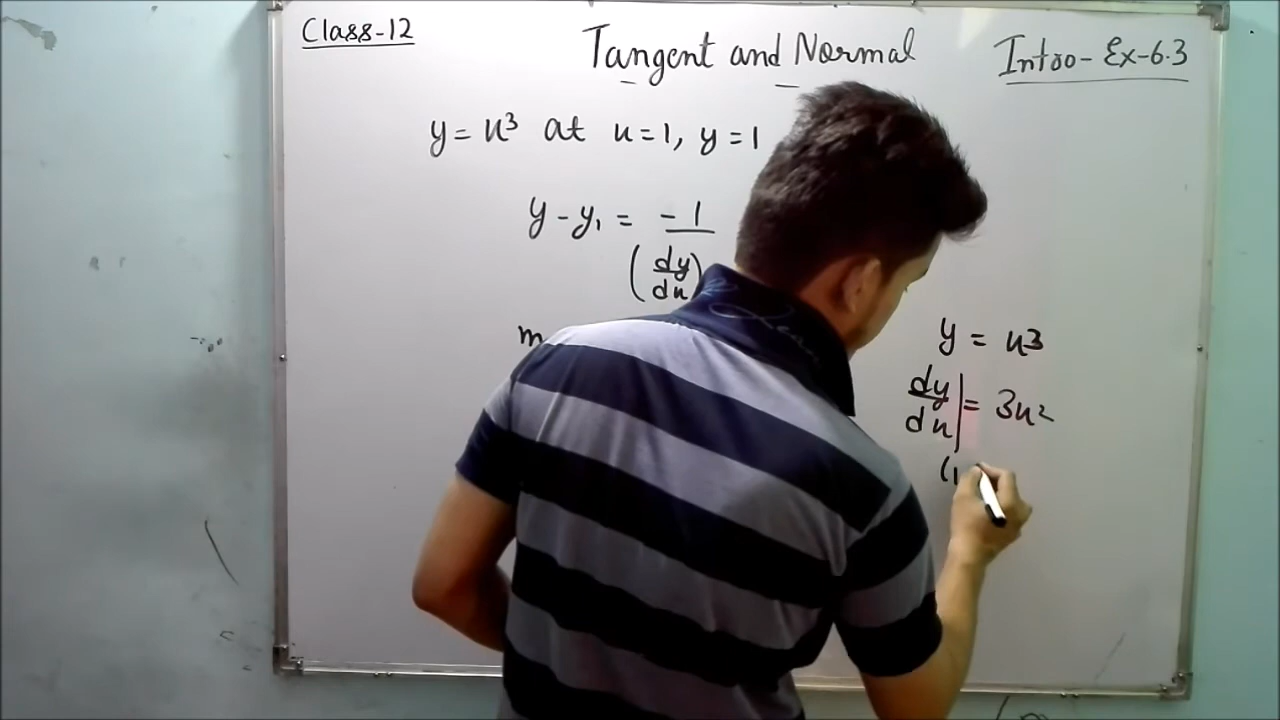 Class-12
Tangent and Normal
Intro- Ex-6.3
y = x³ at x = 1, y = 1
y - y₁ = -1
(dy
dx)
m
y = x³
dy
dx | = 3x²
(1